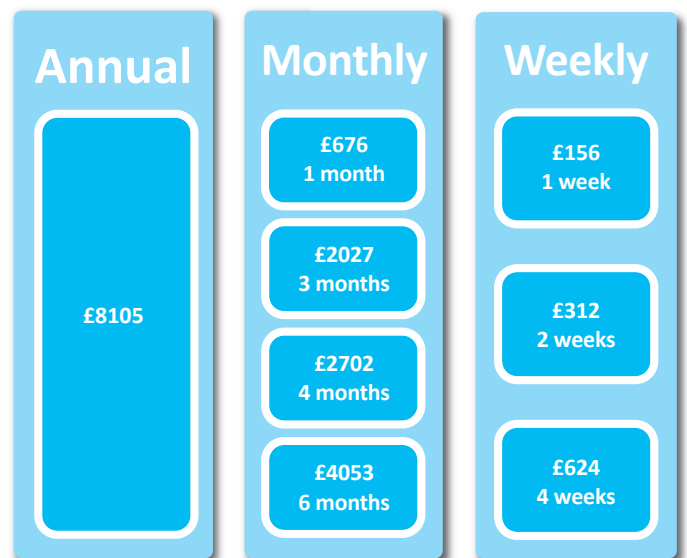 Annual
£8105
Monthly
£676
1 month
£2027
3 months
£2702
4 months
£4053
6 months
Weekly
£156
1 week
£312
2 weeks
£624
4 weeks